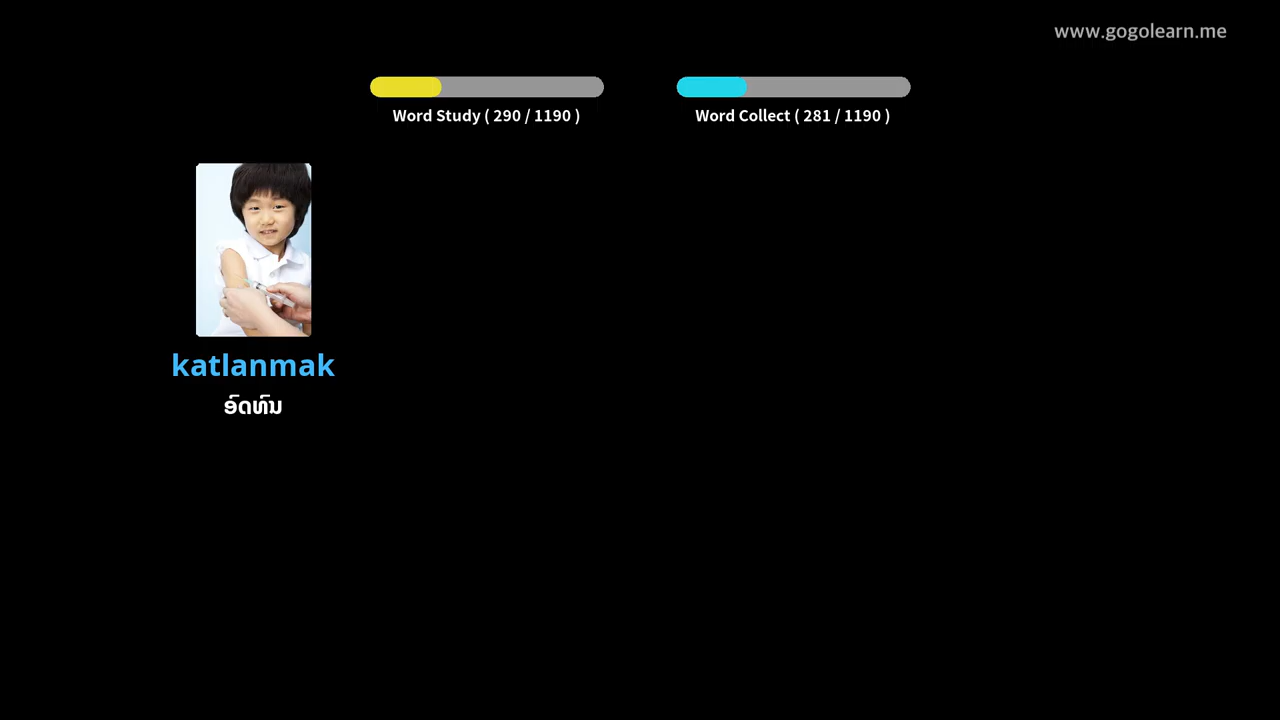 www.gogolearn.me
Word Study ( 290 / 1190 )
Word Collect ( 281 / 1190 )
katlanmak
ອົດທົນ